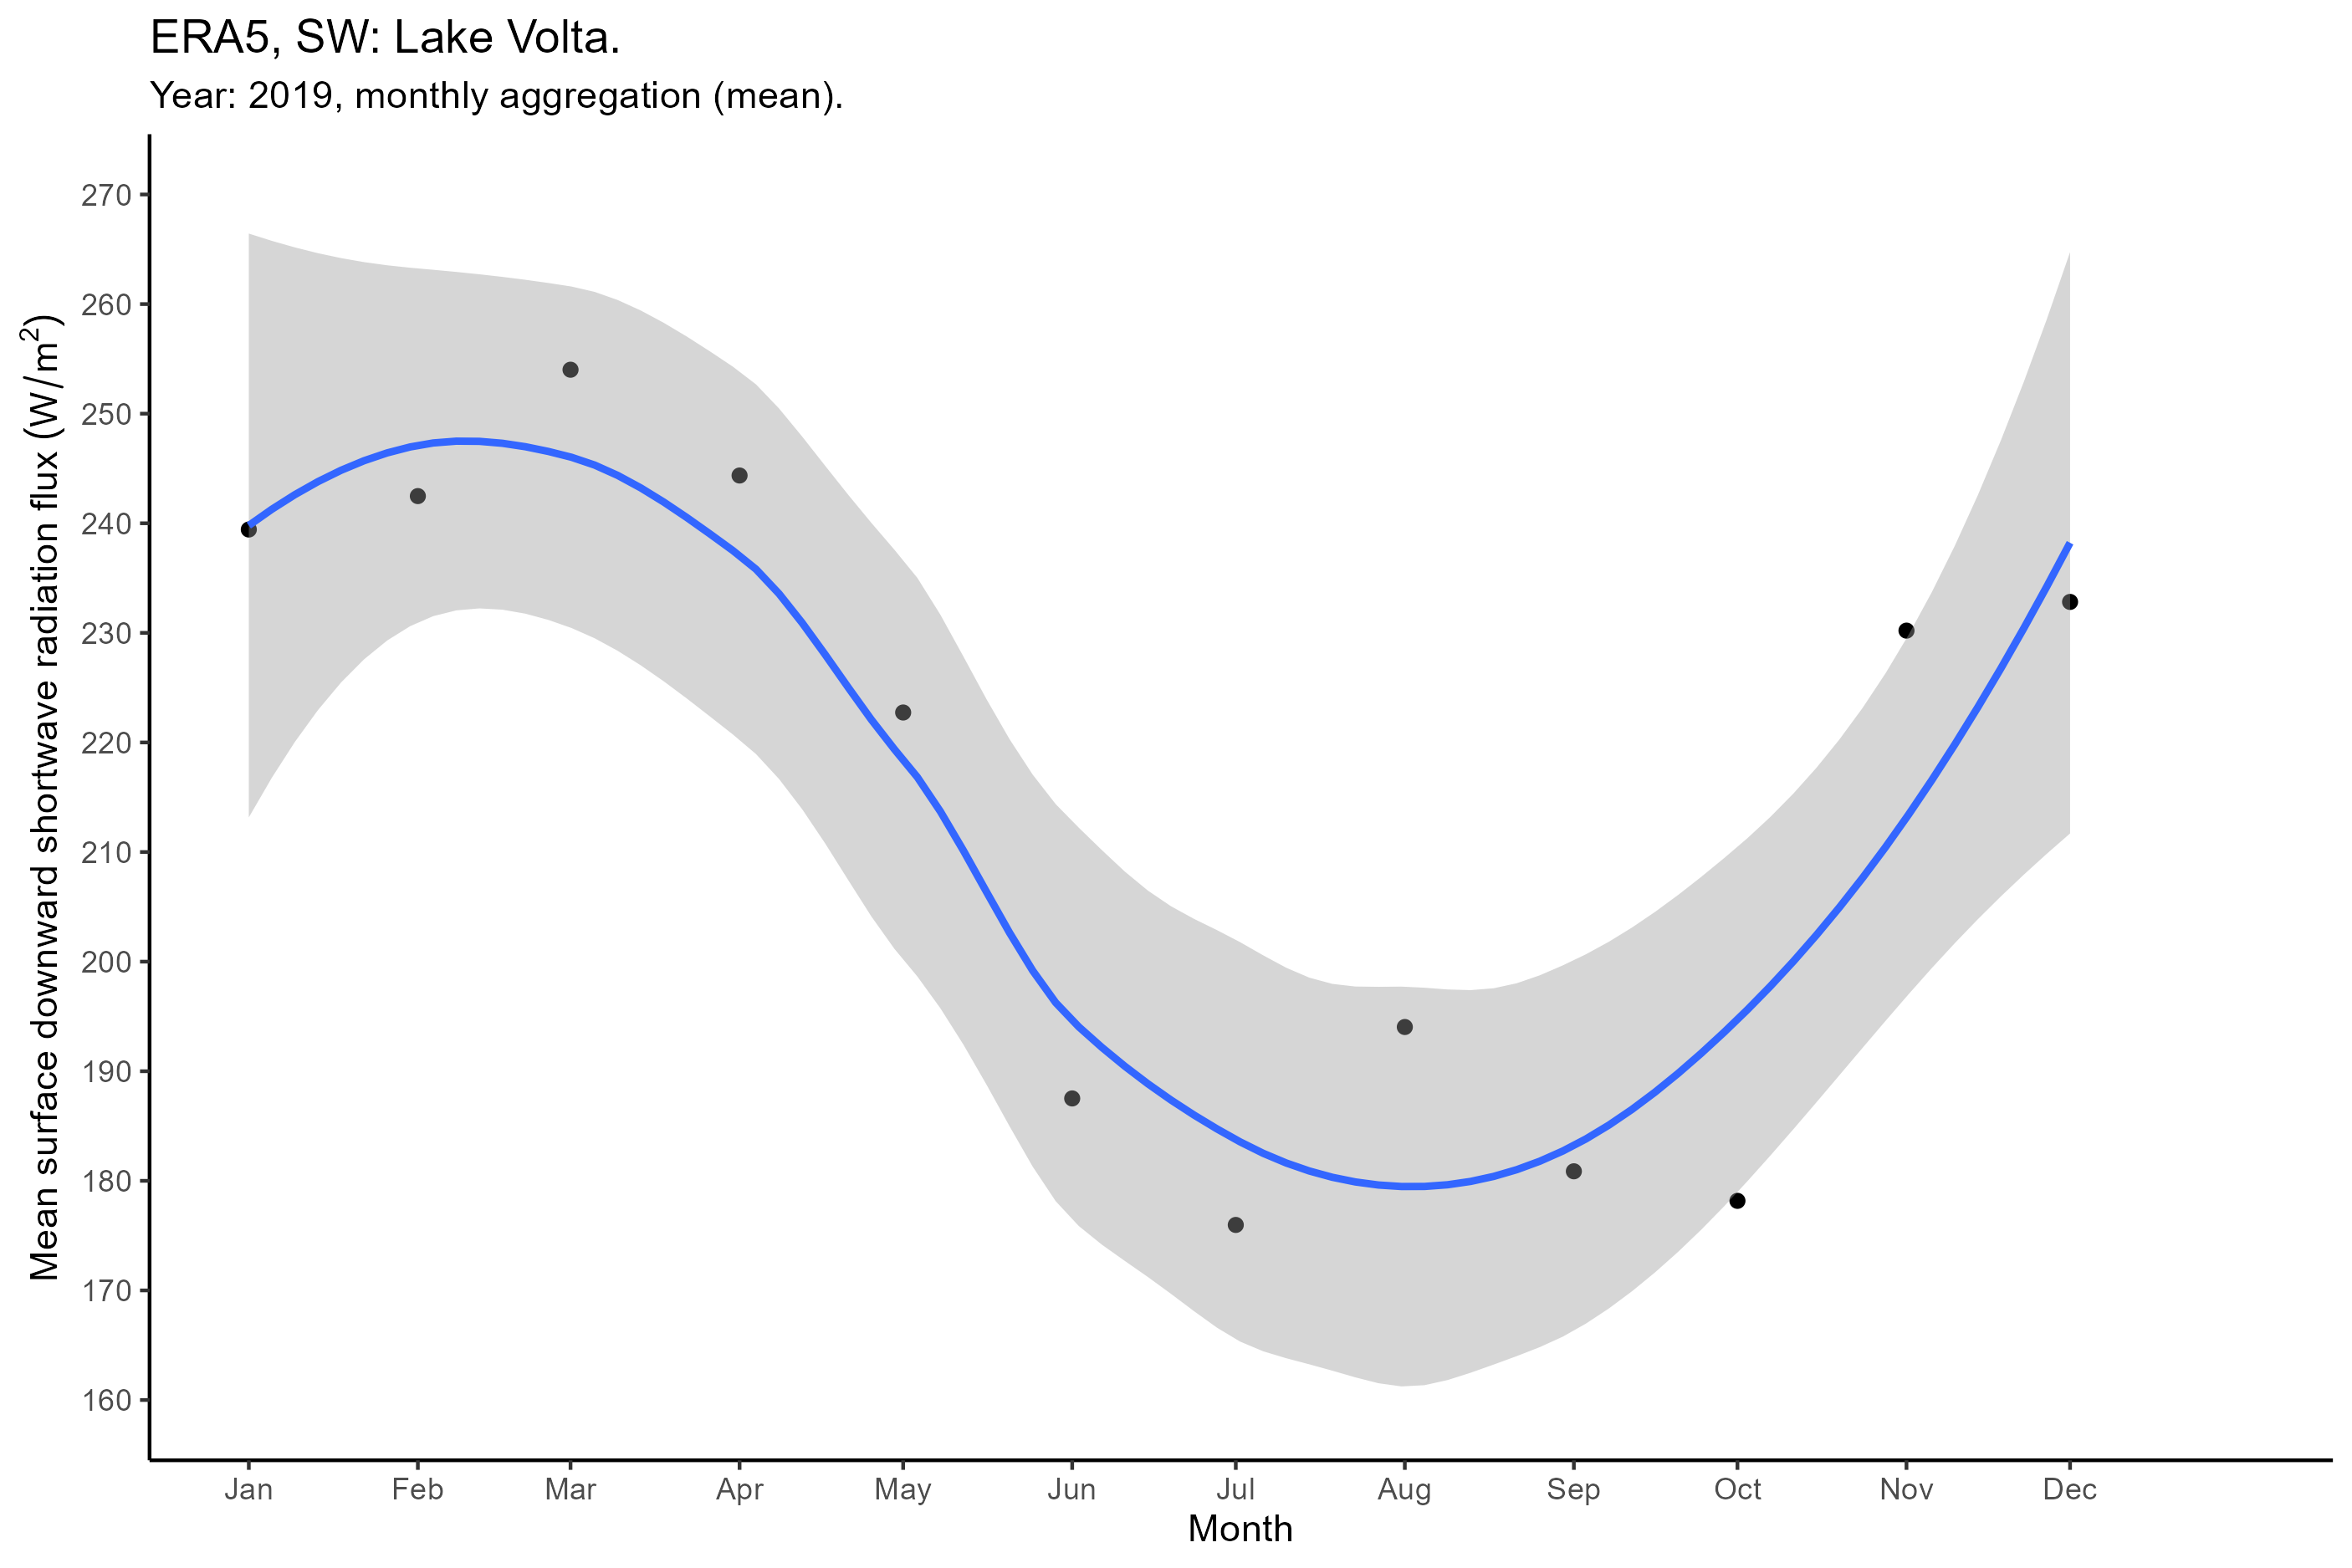 ERA5, SW: Lake Volta.
Year: 2019, monthly aggregation (mean).
Mean surface downward shortwave radiation flux (W/m²)
270
260
250
240
230
220
210
200
190
180
170
160
Jan Feb Mar Apr May Jun Jul Aug Sep Oct Nov Dec
Month